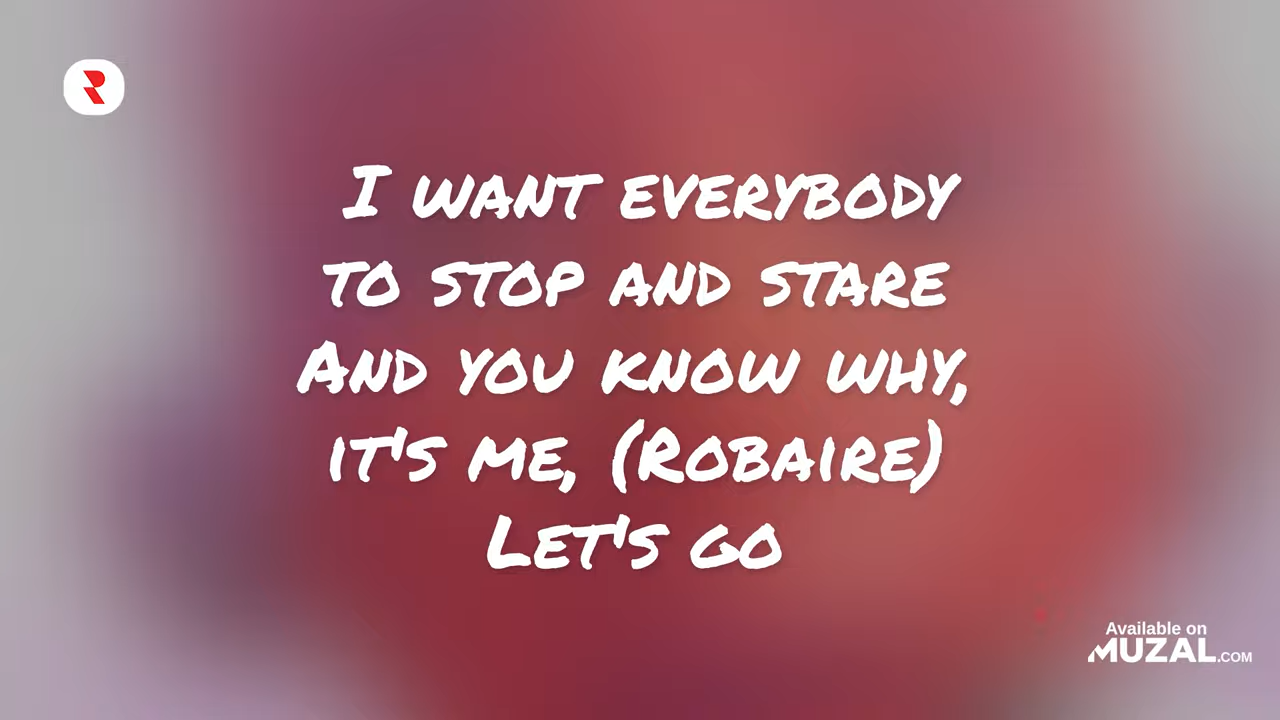 I WANT EVERYBODY
TO STOP AND STARE
AND YOU KNOW WHY,
IT'S ME, (ROBAIRE)
LET'S GO
Available on
MUZAL.COM